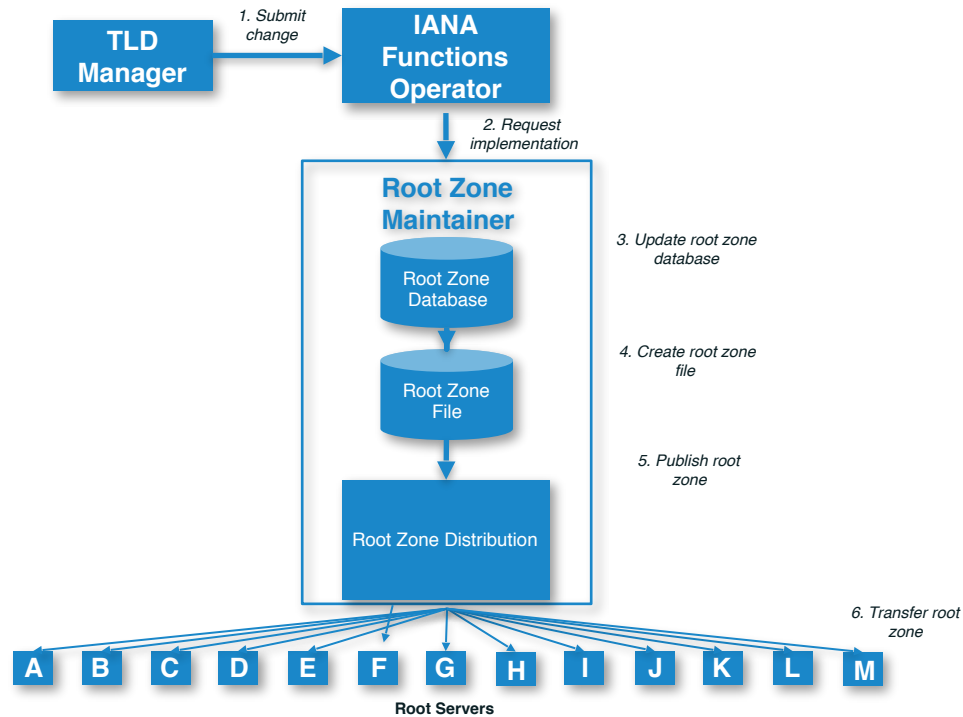 1. Submit
change
TLD
Manager
IANA
Functions
Operator
2. Request
implementation
Root Zone
Maintainer
3. Update root zone
database
Root Zone
Database
4. Create root zone
file
Root Zone
File
5. Publish root
zone
Root Zone Distribution
6. Transfer root
zone
A B C D E F G H I J K L M
Root Servers